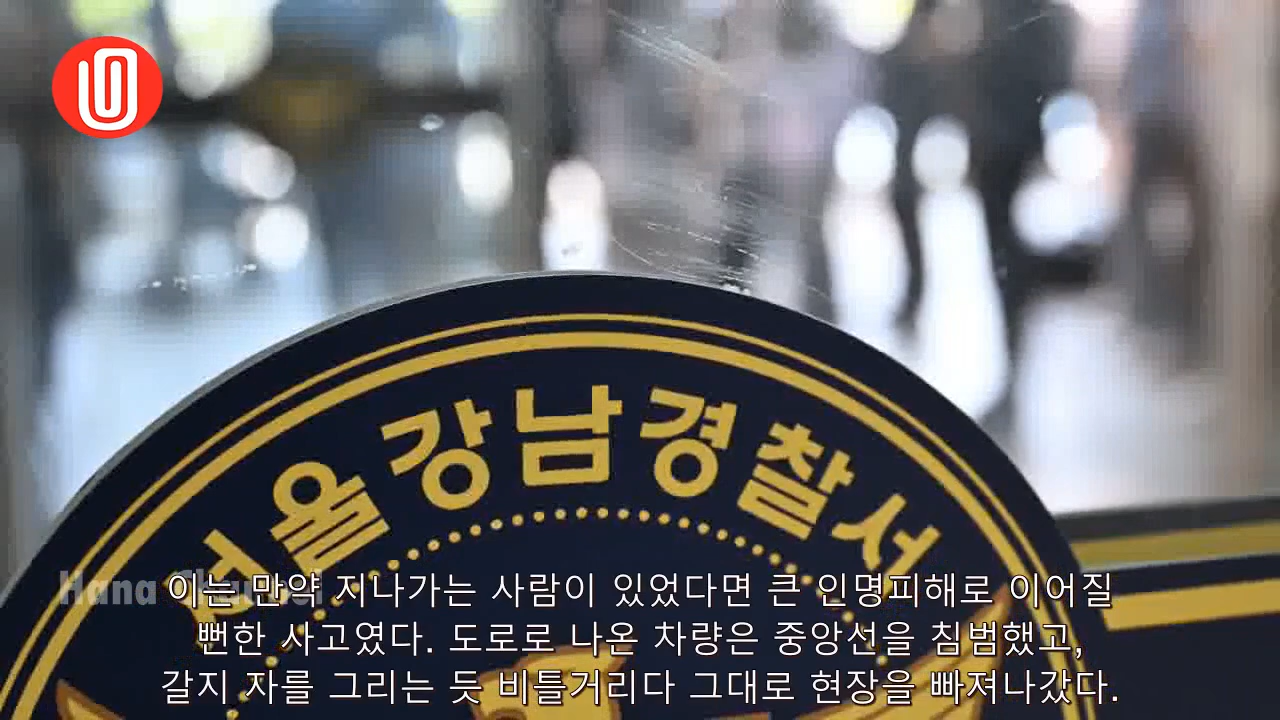 서울강남경찰서
Hana
이는 만약 지나가는 사람이 있었다면 큰 인명피해로 이어질
뻔한 사고였다. 도로로 나온 차량은 중앙선을 침범했고,
갈지 자를 그리는 듯 비틀거리다 그대로 현장을 빠져나갔다.